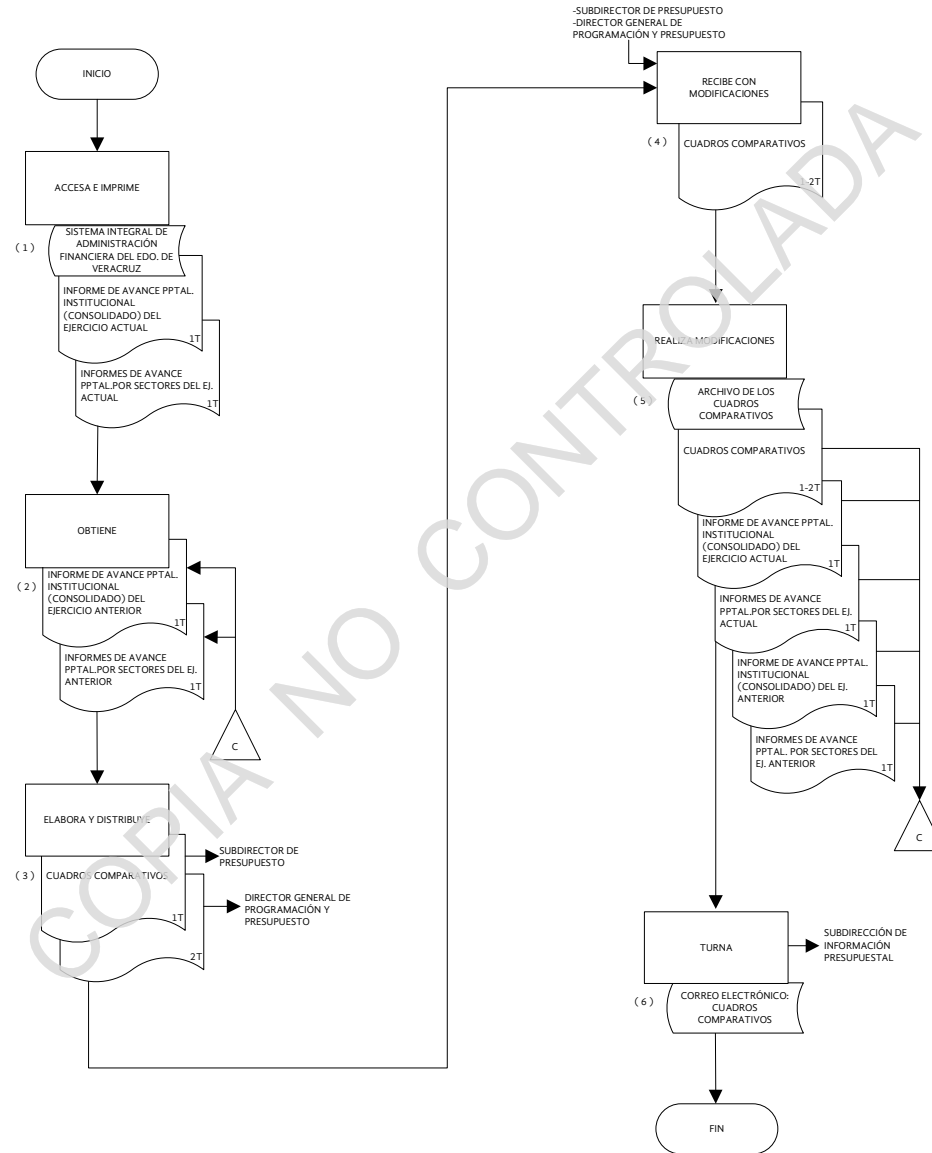 INICIO
ACCESA E IMPRIME
( 1 )
SISTEMA INTEGRAL DE
ADMINISTRACIÓN
FINANCIERA DEL EDO. DE
VERACRUZ
INFORME DE AVANCE PPTAL.
INSTITUCIONAL
(CONSOLIDADO) DEL
EJERCICIO ACTUAL
1T
INFORMES DE AVANCE
PPTAL.POR SECTORES DEL EJ.
ACTUAL
1T
OBTIENE
( 2 )
INFORME DE AVANCE PPTAL.
INSTITUCIONAL
(CONSOLIDADO) DEL
EJERCICIO ANTERIOR
1T
INFORMES DE AVANCE
PPTAL.POR SECTORES DEL EJ.
ANTERIOR
1T
C
ELABORA Y DISTRIBUYE
( 3 )
CUADROS COMPARATIVOS
1T
2T
SUBDIRECTOR DE
PRESUPUESTO
DIRECTOR GENERAL DE
PROGRAMACIÓN Y
PRESUPUESTO
-SUBDIRECTOR DE PRESUPUESTO
-DIRECTOR GENERAL DE
PROGRAMACIÓN Y PRESUPUESTO
RECIBE CON
MODIFICACIONES
( 4 )
CUADROS COMPARATIVOS
1-2T
REALIZA MODIFICACIONES
( 5 )
ARCHIVO DE LOS
CUADROS
COMPARATIVOS
CUADROS COMPARATIVOS
1-2T
INFORME DE AVANCE PPTAL.
INSTITUCIONAL
(CONSOLIDADO) DEL
EJERCICIO ACTUAL
1T
INFORMES DE AVANCE
PPTAL.POR SECTORES DEL EJ.
ACTUAL
1T
INFORME DE AVANCE PPTAL.
INSTITUCIONAL
(CONSOLIDADO) DEL EJ.
ANTERIOR
1T
INFORMES DE AVANCE
PPTAL. POR SECTORES DEL
EJ. ANTERIOR
1T
C
TURNA
( 6 )
CORREO ELECTRÓNICO:
CUADROS
COMPARATIVOS
SUBDIRECCIÓN DE
INFORMACIÓN
PRESUPUESTAL
FIN
COPIA NO CONTROLADA